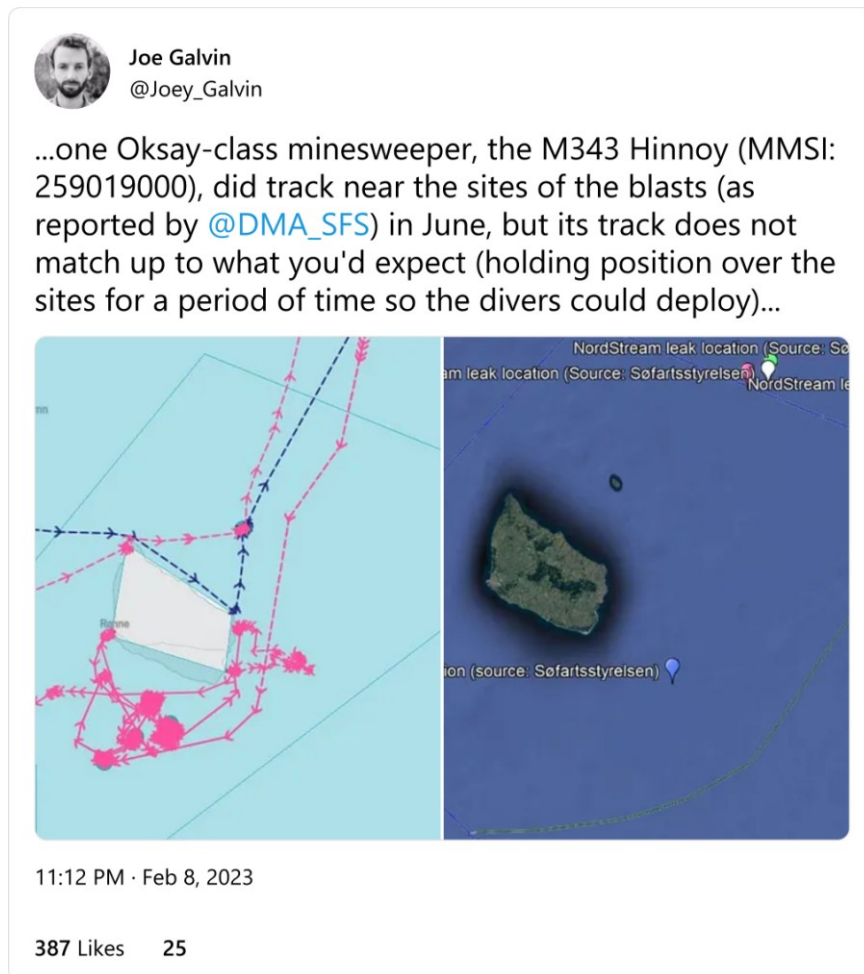 Joe Galvin
@Joey_Galvin
...one Oksay-class minesweeper, the M343 Hinnoy (MMSI:
259019000), did track near the sites of the blasts (as
reported by @DMA_SFS) in June, but its track does not
match up to what you'd expect (holding position over the
sites for a period of time so the divers could deploy)...
NordStream leak location (Source: Sø
am leak location (Source: Søfartsstyrelsen)
NordStream le
Rønne
ion (source: Søfartsstyrelsen)
11:12 PM · Feb 8, 2023
387 Likes 25